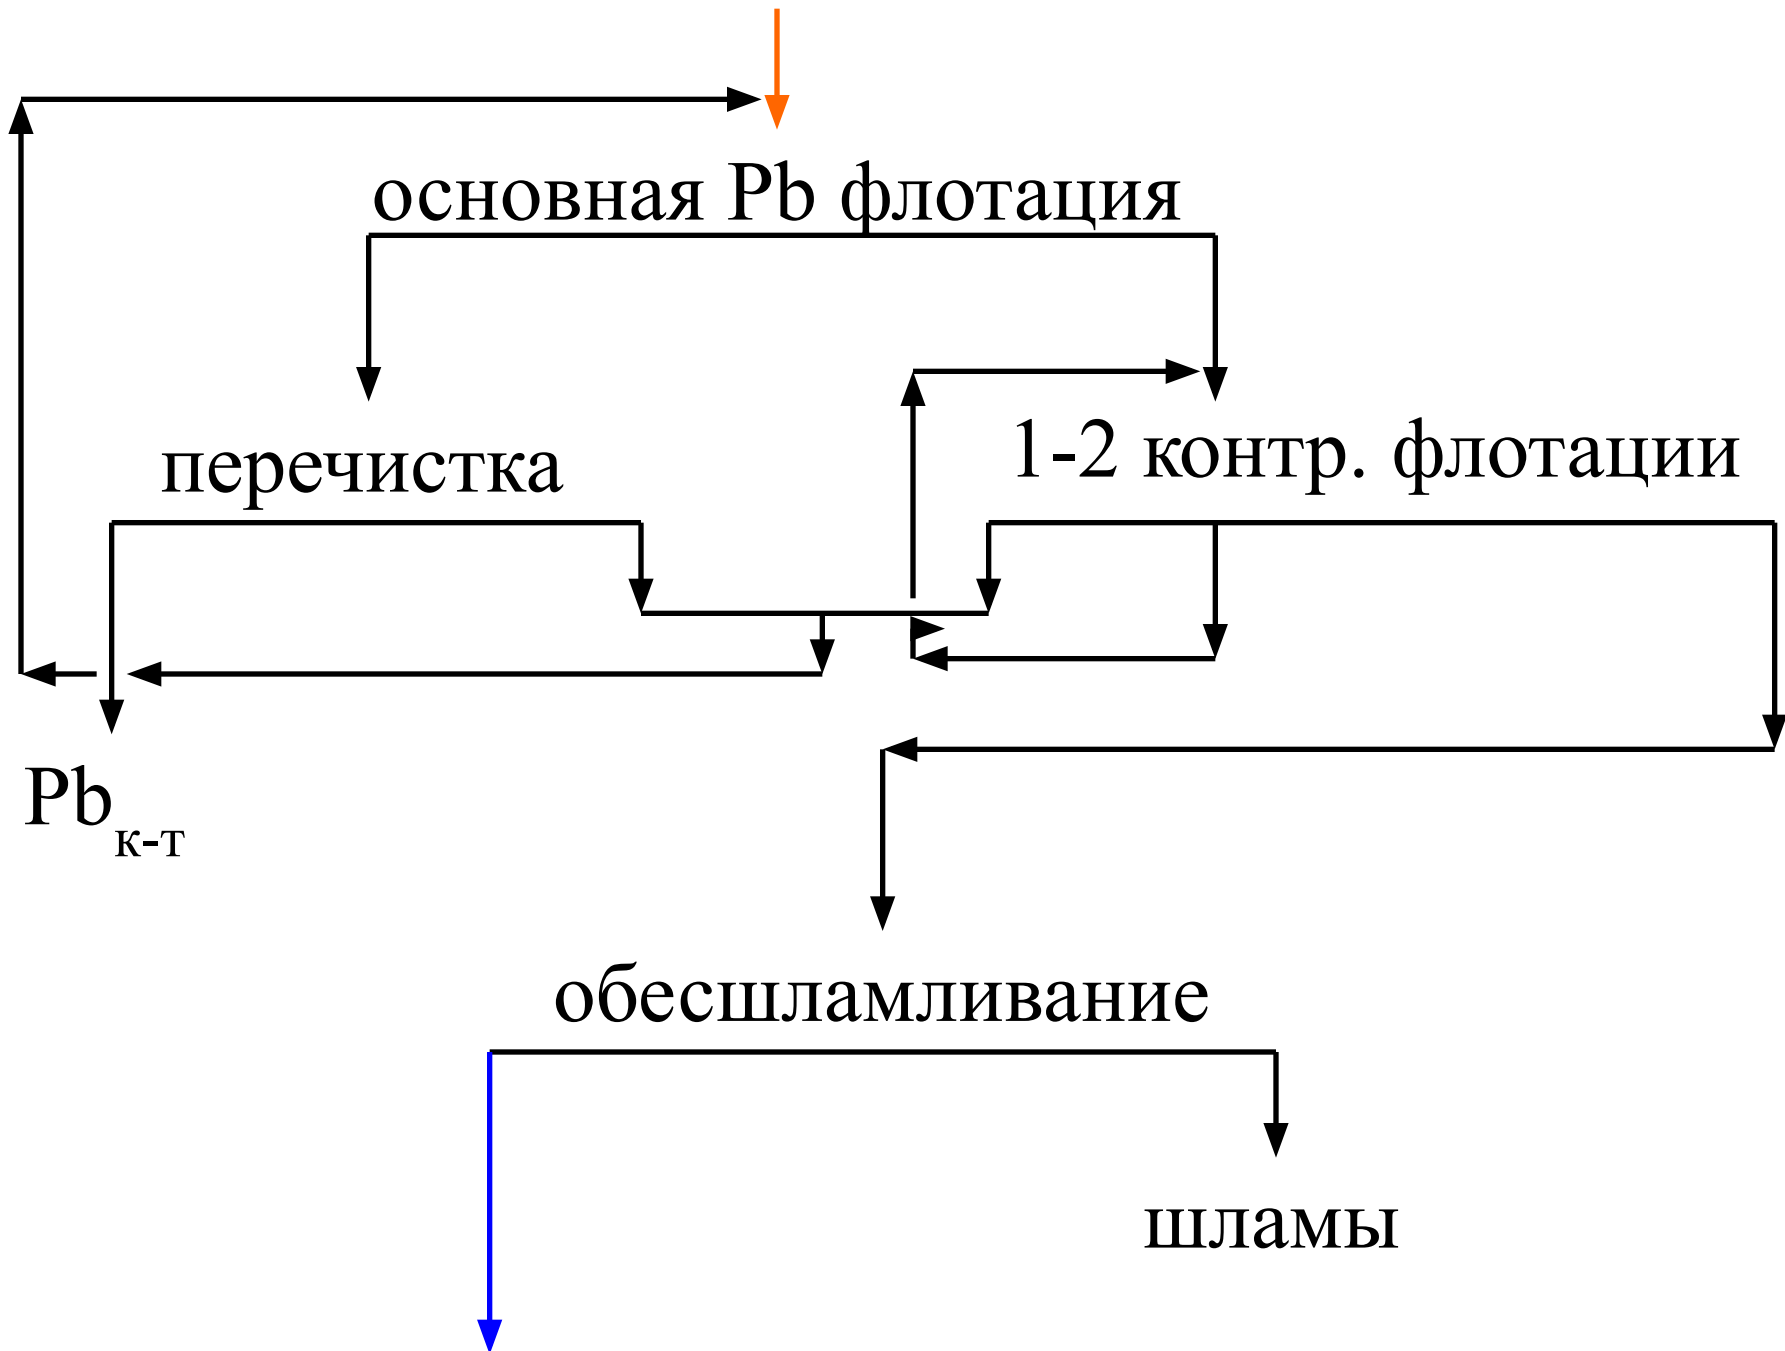 основная Pb флотация
перечистка
1-2 контр. флотации
Pbк-т
обесшламливание
шламы